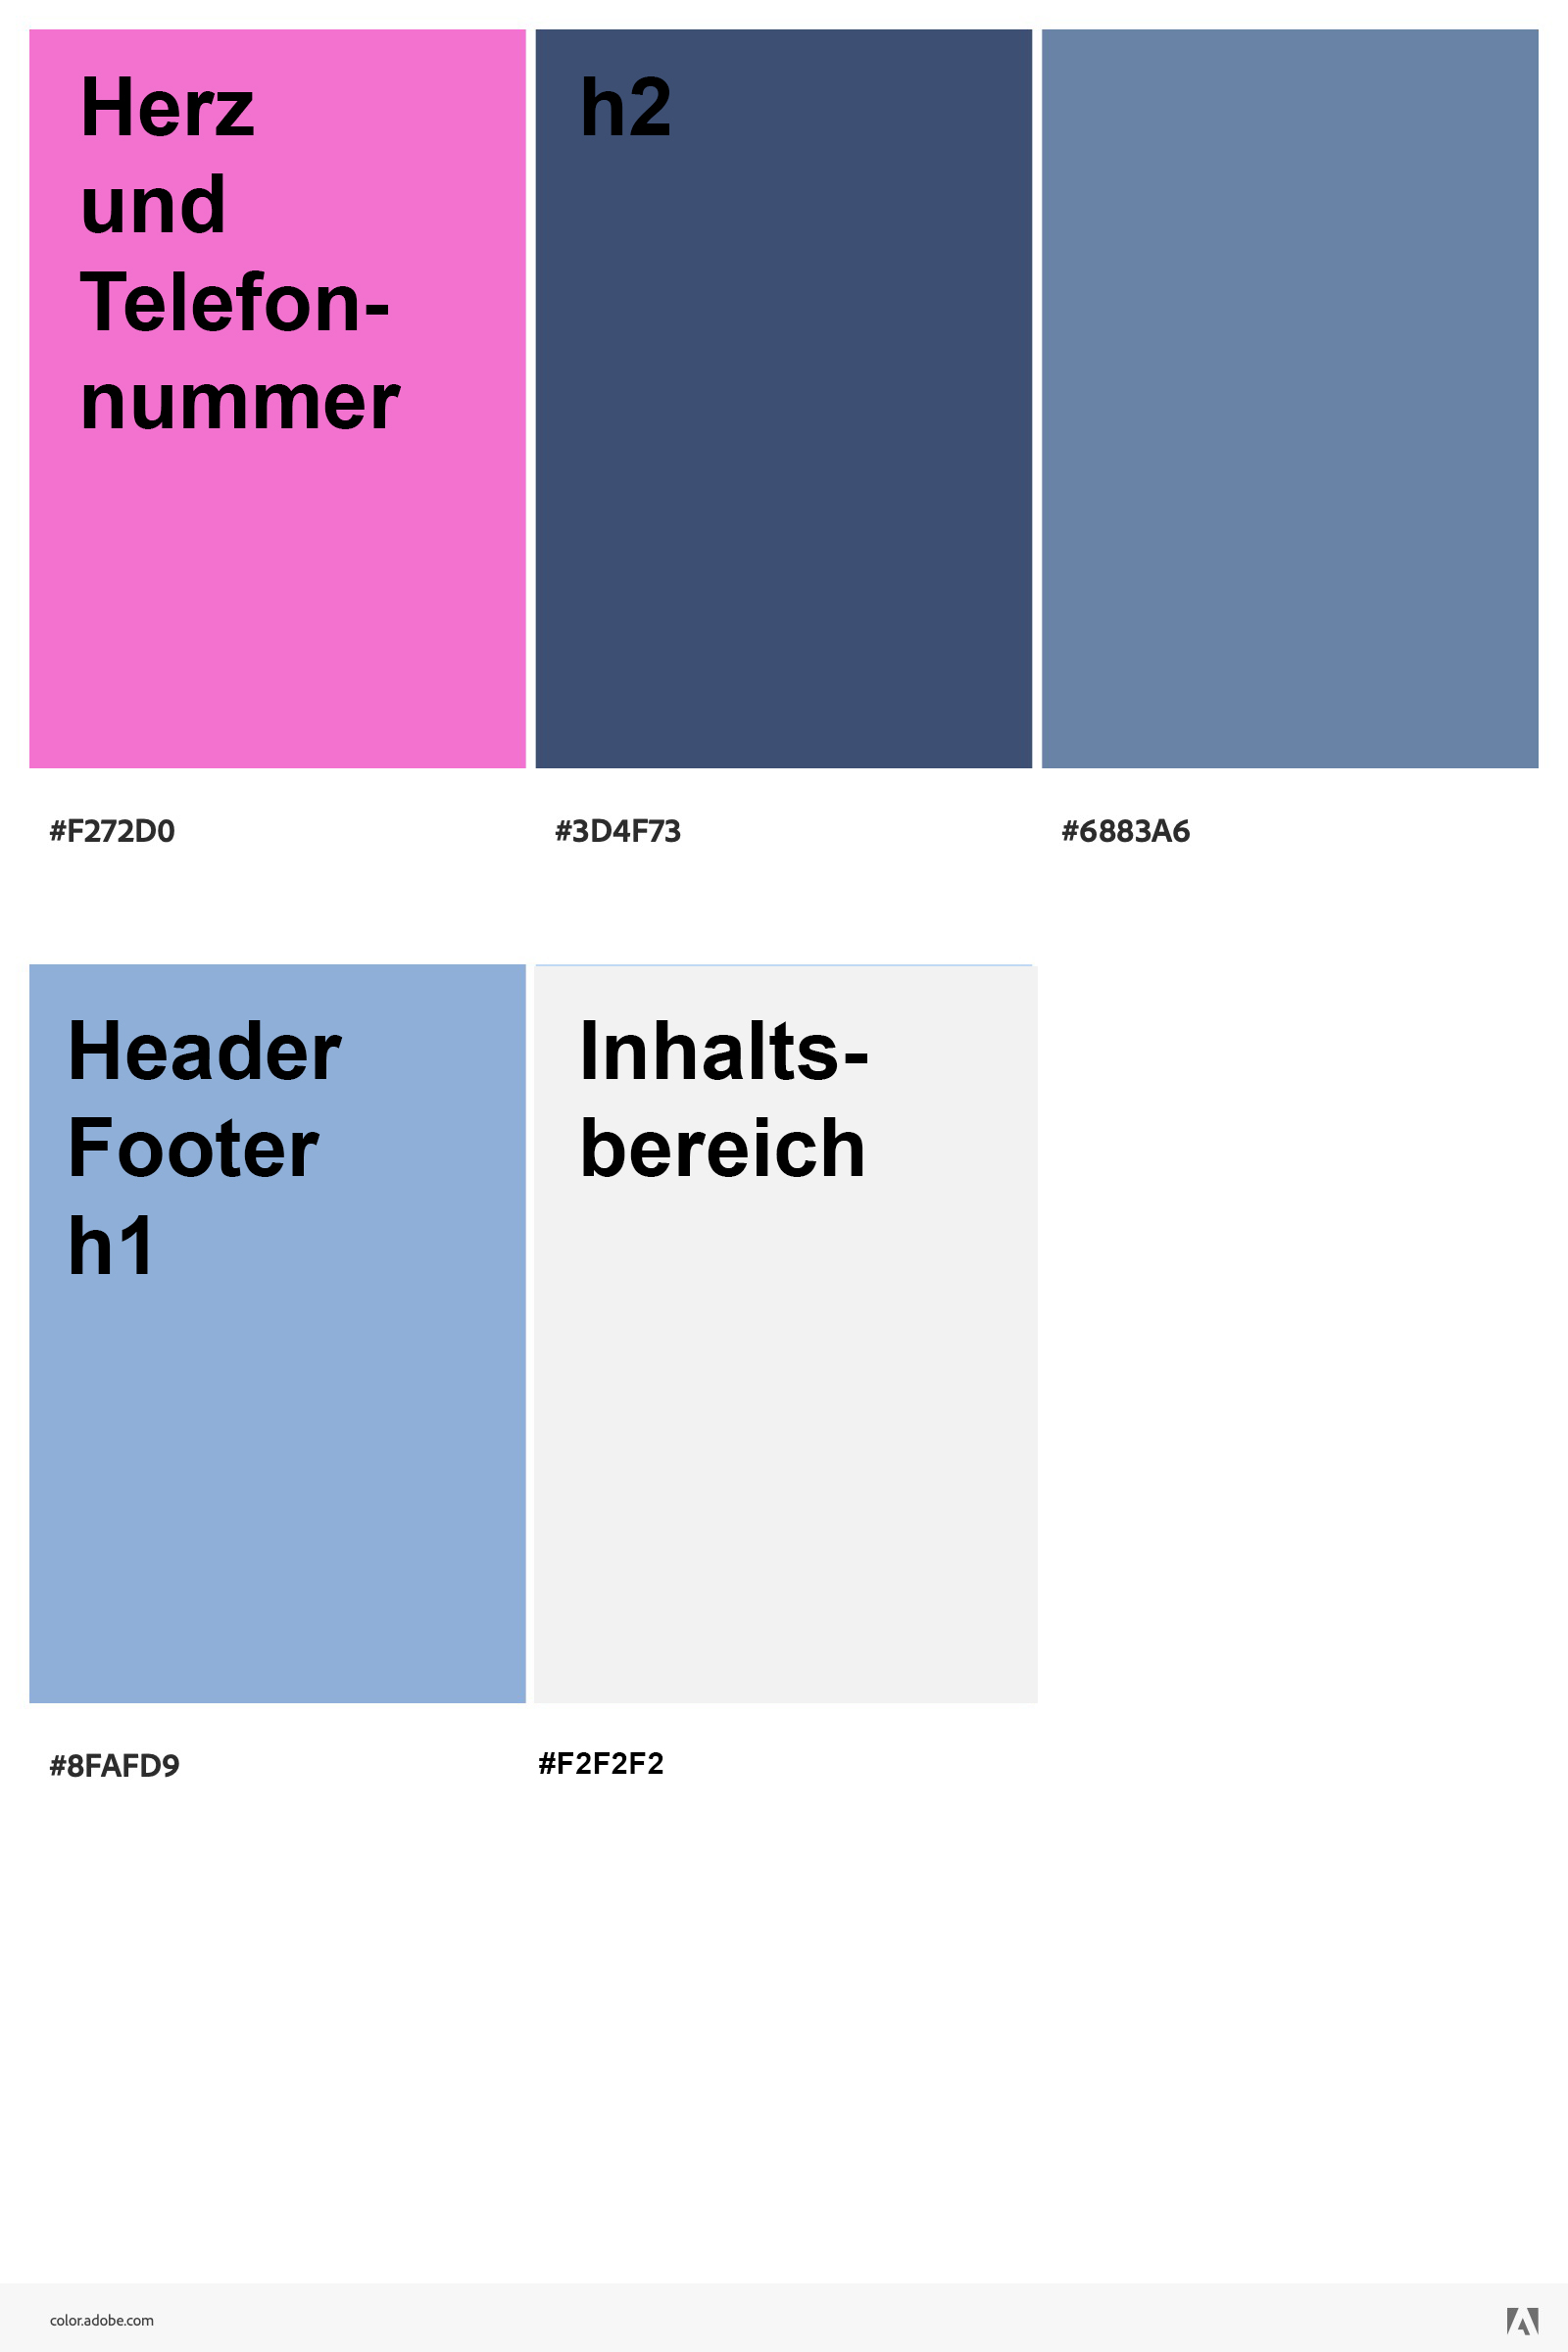 Herz
und
Telefon-
nummer
h2
#F272D0
#3D4F73
#6883A6
Header
Footer
h1
Inhalts-
bereich
#8FAFD9
#F2F2F2
color.adobe.com